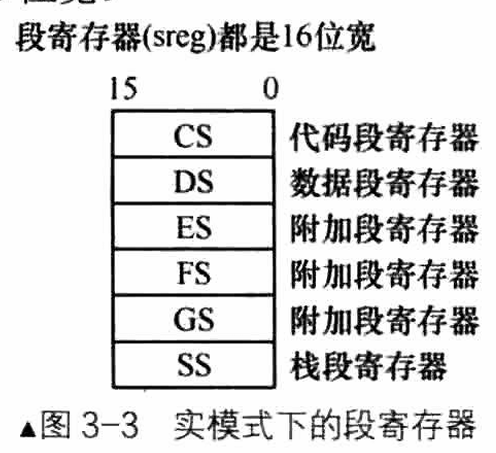 段寄存器(sreg)都是16位宽
15 0
CS 代码段寄存器
DS 数据段寄存器
ES 附加段寄存器
FS 附加段寄存器
GS 附加段寄存器
SS 栈段寄存器
▲图 3-3 实模式下的段寄存器